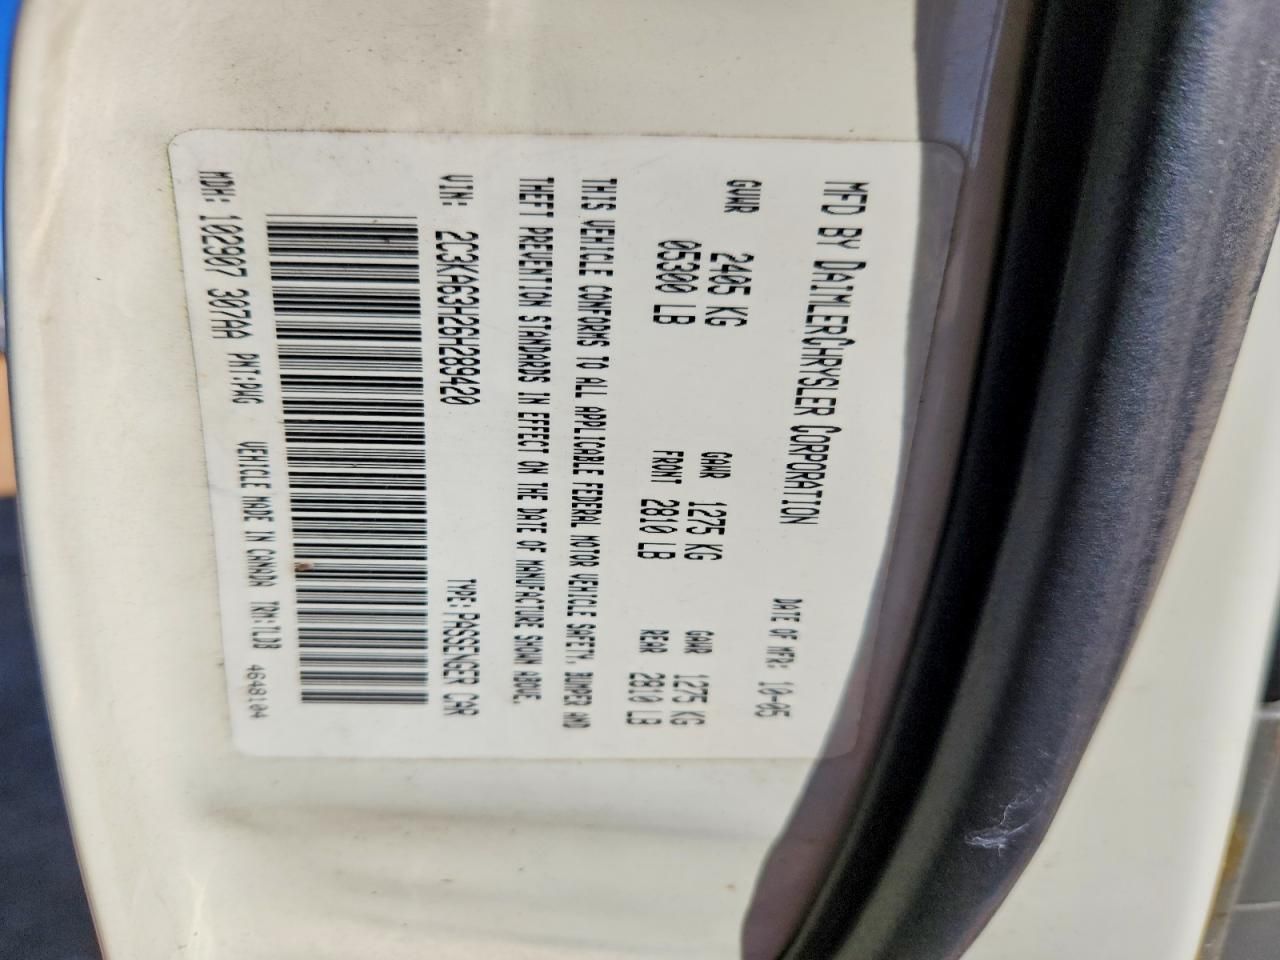 MFD BY DAIMLERCHRYSLER CORPORATION DATE OF MFR: 10-05
GVWR 2405 KG GAWR 1275 KG GAWR 1275 KG
05300 LB FRONT 2810 LB REAR 2810 LB
THIS VEHICLE CONFORMS TO ALL APPLICABLE FEDERAL MOTOR VEHICLE SAFETY, BUMPER AND
THEFT PREVENTION STANDARDS IN EFFECT ON THE DATE OF MANUFACTURE SHOWN ABOVE.
VIN: 2C3KA63H26H289420 TYPE: PASSENGER CAR
MDH: 102907 307AA PNT:PWG VEHICLE MADE IN CANADA TRM:LJD8 4648104